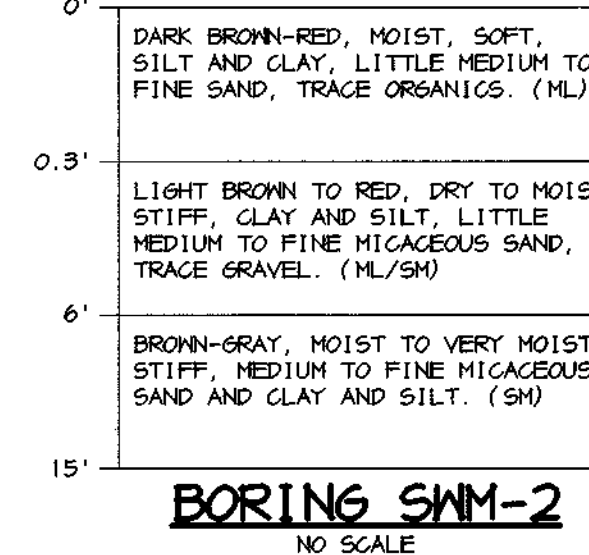 0'
DARK BROWN-RED, MOIST, SOFT,
SILT AND CLAY, LITTLE MEDIUM TO
FINE SAND, TRACE ORGANICS. (ML)
0.3'
LIGHT BROWN TO RED, DRY TO MOIS
STIFF, CLAY AND SILT, LITTLE
MEDIUM TO FINE MICACEOUS SAND,
TRACE GRAVEL. (ML/SM)
6'
BROWN-GRAY, MOIST TO VERY MOIST
STIFF, MEDIUM TO FINE MICACEOUS
SAND AND CLAY AND SILT. (SM)
15'
BORING SWM-2
NO SCALE